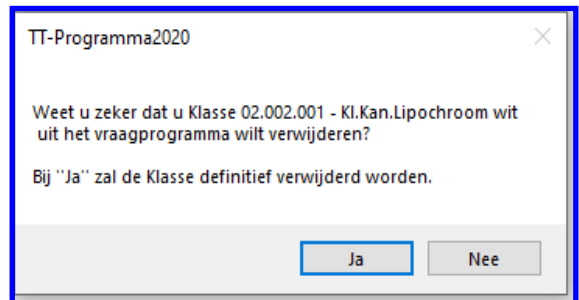 TT-Programma2020
Weet u zeker dat u Klasse 02.002.001 - Kl.Kan.Lipochroom wit
uit het vraagprogramma wilt verwijderen?
Bij "Ja" zal de Klasse definitief verwijderd worden.
Ja
Nee